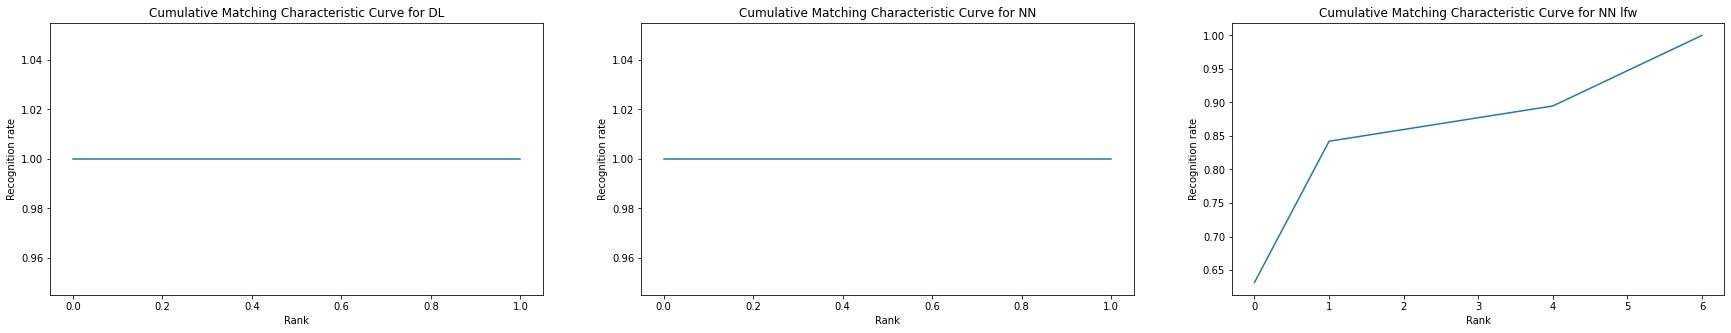 Cumulative Matching Characteristic Curve for DL
1.04
1.02
1.00
0.98
0.96
Recognition rate
0.0 0.2 0.4 0.6 0.8 1.0
Rank
Cumulative Matching Characteristic Curve for NN
1.04
1.02
1.00
0.98
0.96
Recognition rate
0.0 0.2 0.4 0.6 0.8 1.0
Rank
Cumulative Matching Characteristic Curve for NN lfw
1.00
0.95
0.90
0.85
0.80
0.75
0.70
0.65
Recognition rate
0 1 2 3 4 5 6
Rank